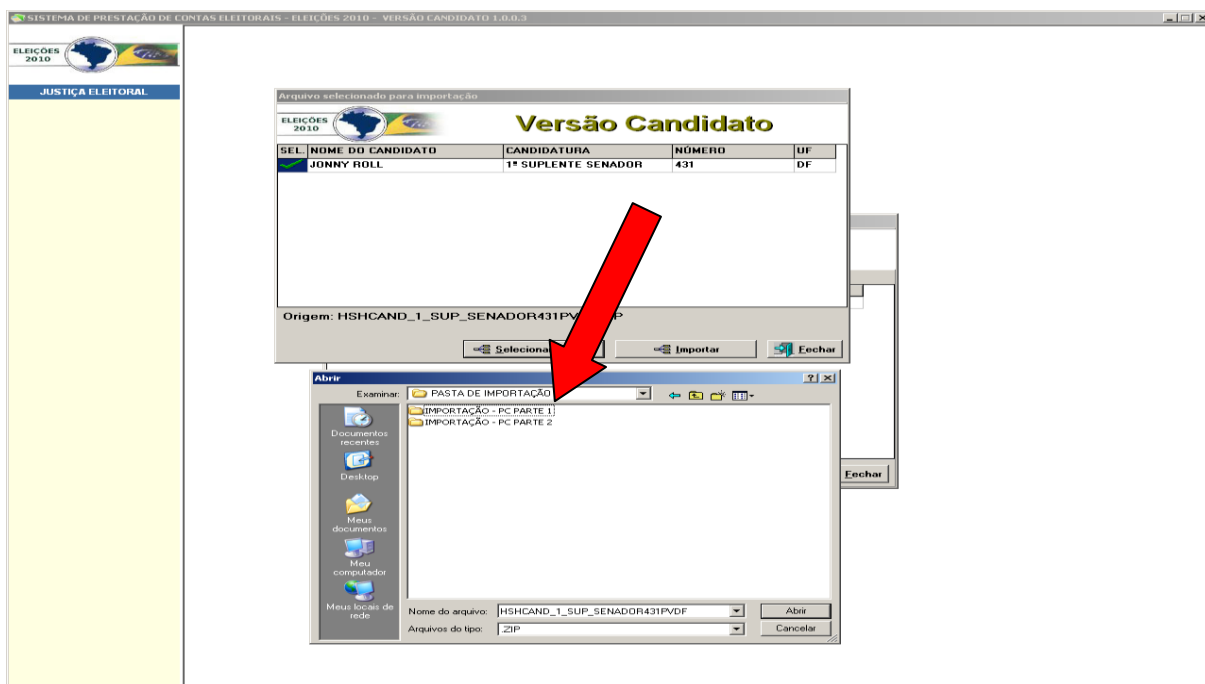 SISTEMA DE PRESTAÇÃO DE CONTAS ELEITORAIS - ELEIÇÕES 2010 - VERSÃO CANDIDATO 1.0.0.3
ELEIÇÕES
2010
JUSTIÇA ELEITORAL
Arquivo selecionado para importação
ELEIÇÕES
2010
Versão Candidato
SEL. NOME DO CANDIDATO CANDIDATURA NÚMERO UF
JONNY ROLL 1º SUPLENTE SENADOR 431 DF
Origem: HSHCAND_1_SUP_SENADOR431PV
Importar Fechar
Abrir
Examinar: PASTA DE IMPORTAÇÃO
IMPORTAÇÃO - PC PARTE 1
IMPORTAÇÃO - PC PARTE 2
Documentos
recentes
Desktop
Meus
documentos
Meu
computador
Meus locais de
rede
Nome do arquivo: HSHCAND_1_SUP_SENADOR431PVDF Abrir
Arquivos do tipo: .ZIP Cancelar
Fechar